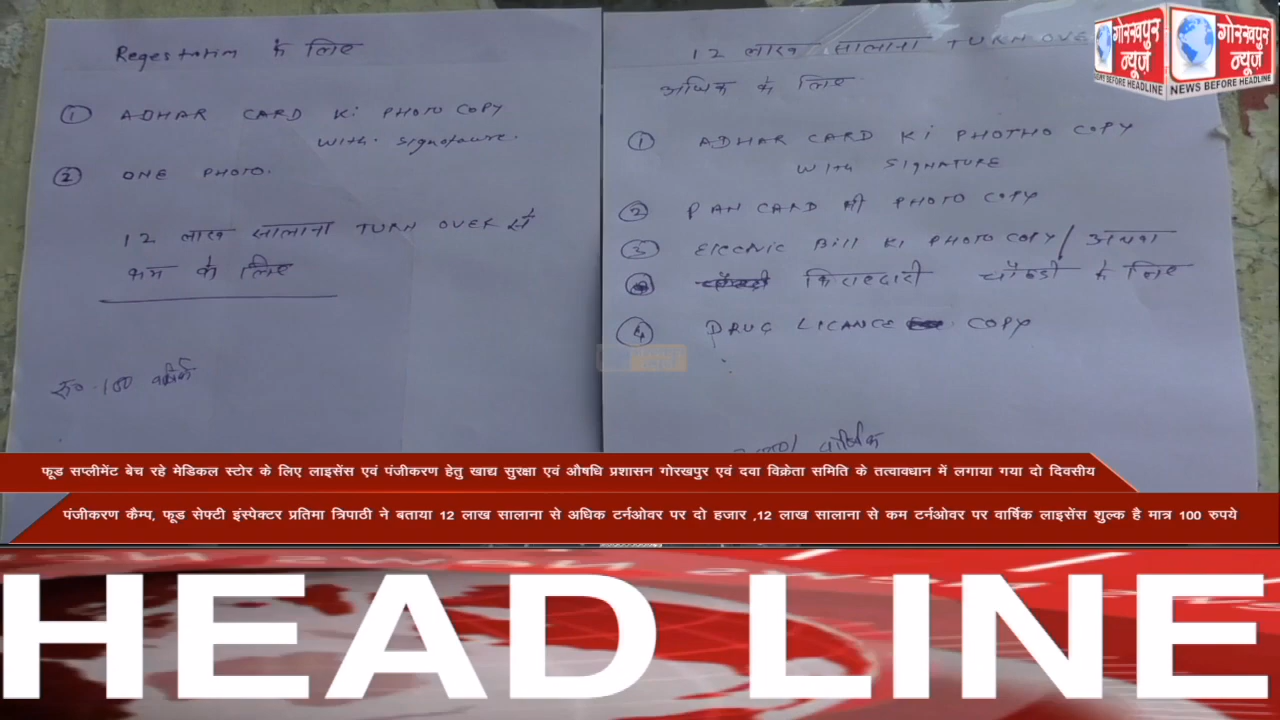 Regestration के लिए
① ADHAR CARD Ki PHOTO COPY
with. signature.
② ONE PHOTO.
12 लाख सालाना TURN OVER से
कम के लिए
रु० 100 वार्षिक
12 लाख सालाना TURN OVE
अधिक के लिए
① ADHAR CARD Ki PHOTHO COPY
WITH SIGNATURE
② PAN CARD की PHOTO COPY
③ Bill Ki PHOTO COPY / अथवा
किरायेदारी के लिए
④ DRUG LICANCE COPY
वार्षिक
गोरखपुर न्यूज़
NEWS BEFORE HEADLINE
गोरखपुर
न्यूज़
NEWS BEFORE HEADLINE
फूड सप्लीमेंट बेच रहे मेडिकल स्टोर के लिए लाइसेंस एवं पंजीकरण हेतु खाद्य सुरक्षा एवं औषधि प्रशासन गोरखपुर एवं दवा विक्रेता समिति के तत्वावधान में लगाया गया दो दिवसीय
पंजीकरण कैम्प, फूड सेफ्टी इंस्पेक्टर प्रतिमा त्रिपाठी ने बताया 12 लाख सालाना से अधिक टर्नओवर पर दो हजार ,12 लाख सालाना से कम टर्नओवर पर वार्षिक लाइसेंस शुल्क है मात्र 100 रुपये
HEAD LINE